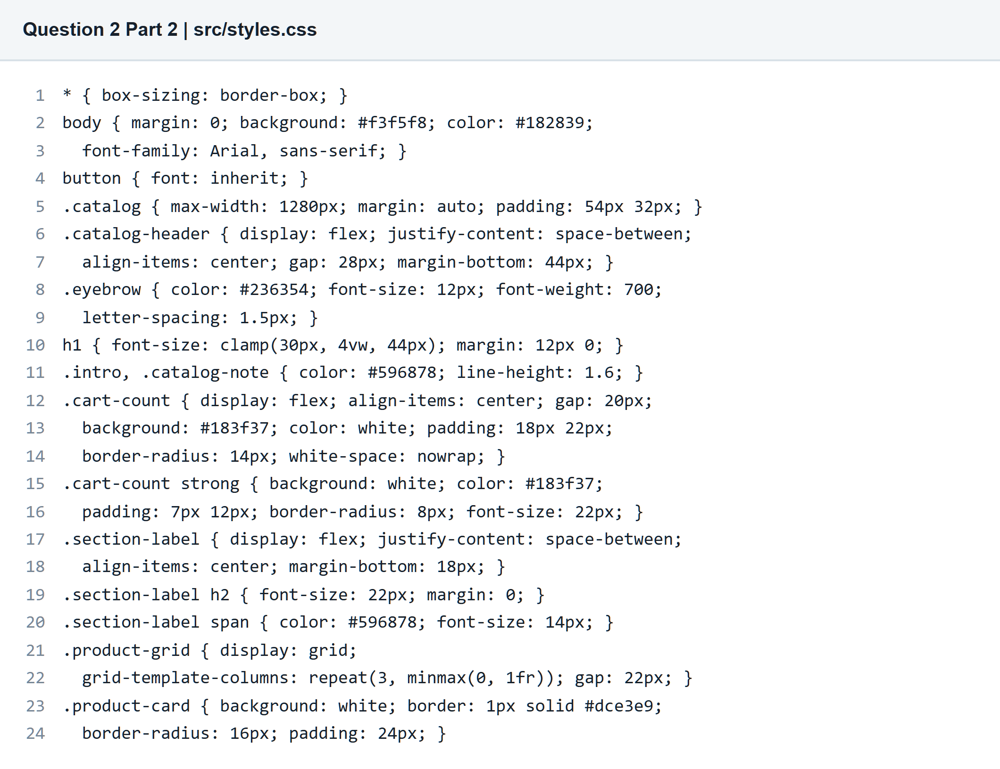 Question 2 Part 2 | src/styles.css
1 * { box-sizing: border-box; }
2 body { margin: 0; background: #f3f5f8; color: #182839;
3   font-family: Arial, sans-serif; }
4 button { font: inherit; }
5 .catalog { max-width: 1280px; margin: auto; padding: 54px 32px; }
6 .catalog-header { display: flex; justify-content: space-between;
7   align-items: center; gap: 28px; margin-bottom: 44px; }
8 .eyebrow { color: #236354; font-size: 12px; font-weight: 700;
9   letter-spacing: 1.5px; }
10 h1 { font-size: clamp(30px, 4vw, 44px); margin: 12px 0; }
11 .intro, .catalog-note { color: #596878; line-height: 1.6; }
12 .cart-count { display: flex; align-items: center; gap: 20px;
13   background: #183f37; color: white; padding: 18px 22px;
14   border-radius: 14px; white-space: nowrap; }
15 .cart-count strong { background: white; color: #183f37;
16   padding: 7px 12px; border-radius: 8px; font-size: 22px; }
17 .section-label { display: flex; justify-content: space-between;
18   align-items: center; margin-bottom: 18px; }
19 .section-label h2 { font-size: 22px; margin: 0; }
20 .section-label span { color: #596878; font-size: 14px; }
21 .product-grid { display: grid;
22   grid-template-columns: repeat(3, minmax(0, 1fr)); gap: 22px; }
23 .product-card { background: white; border: 1px solid #dce3e9;
24   border-radius: 16px; padding: 24px; }